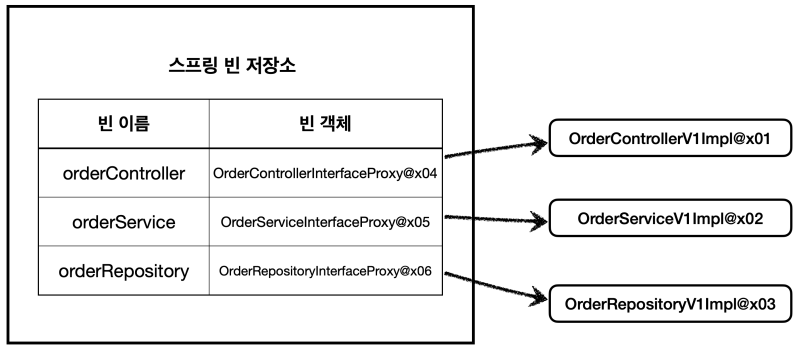 스프링 빈 저장소
빈 이름 빈 객체
orderController OrderControllerInterfaceProxy@x04
orderService OrderServiceInterfaceProxy@x05
orderRepository OrderRepositoryInterfaceProxy@x06
OrderControllerV1Impl@x01
OrderServiceV1Impl@x02
OrderRepositoryV1Impl@x03